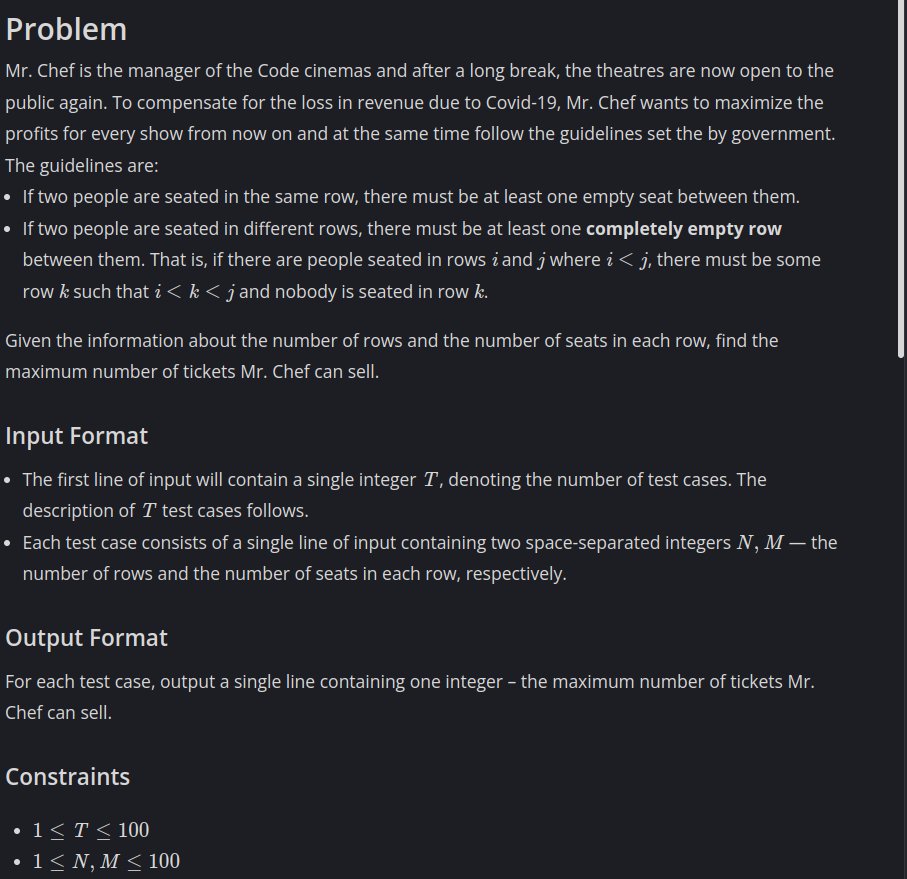 Problem
Mr. Chef is the manager of the Code cinemas and after a long break, the theatres are now open to the
public again. To compensate for the loss in revenue due to Covid-19, Mr. Chef wants to maximize the
profits for every show from now on and at the same time follow the guidelines set the by government.
The guidelines are:
• If two people are seated in the same row, there must be at least one empty seat between them.
• If two people are seated in different rows, there must be at least one completely empty row
between them. That is, if there are people seated in rows i and j where i < j, there must be some
row k such that i < k < j and nobody is seated in row k.
Given the information about the number of rows and the number of seats in each row, find the
maximum number of tickets Mr. Chef can sell.
Input Format
• The first line of input will contain a single integer T, denoting the number of test cases. The
description of T test cases follows.
• Each test case consists of a single line of input containing two space-separated integers N, M — the
number of rows and the number of seats in each row, respectively.
Output Format
For each test case, output a single line containing one integer – the maximum number of tickets Mr.
Chef can sell.
Constraints
• 1 ≤ T ≤ 100
• 1 ≤ N, M ≤ 100